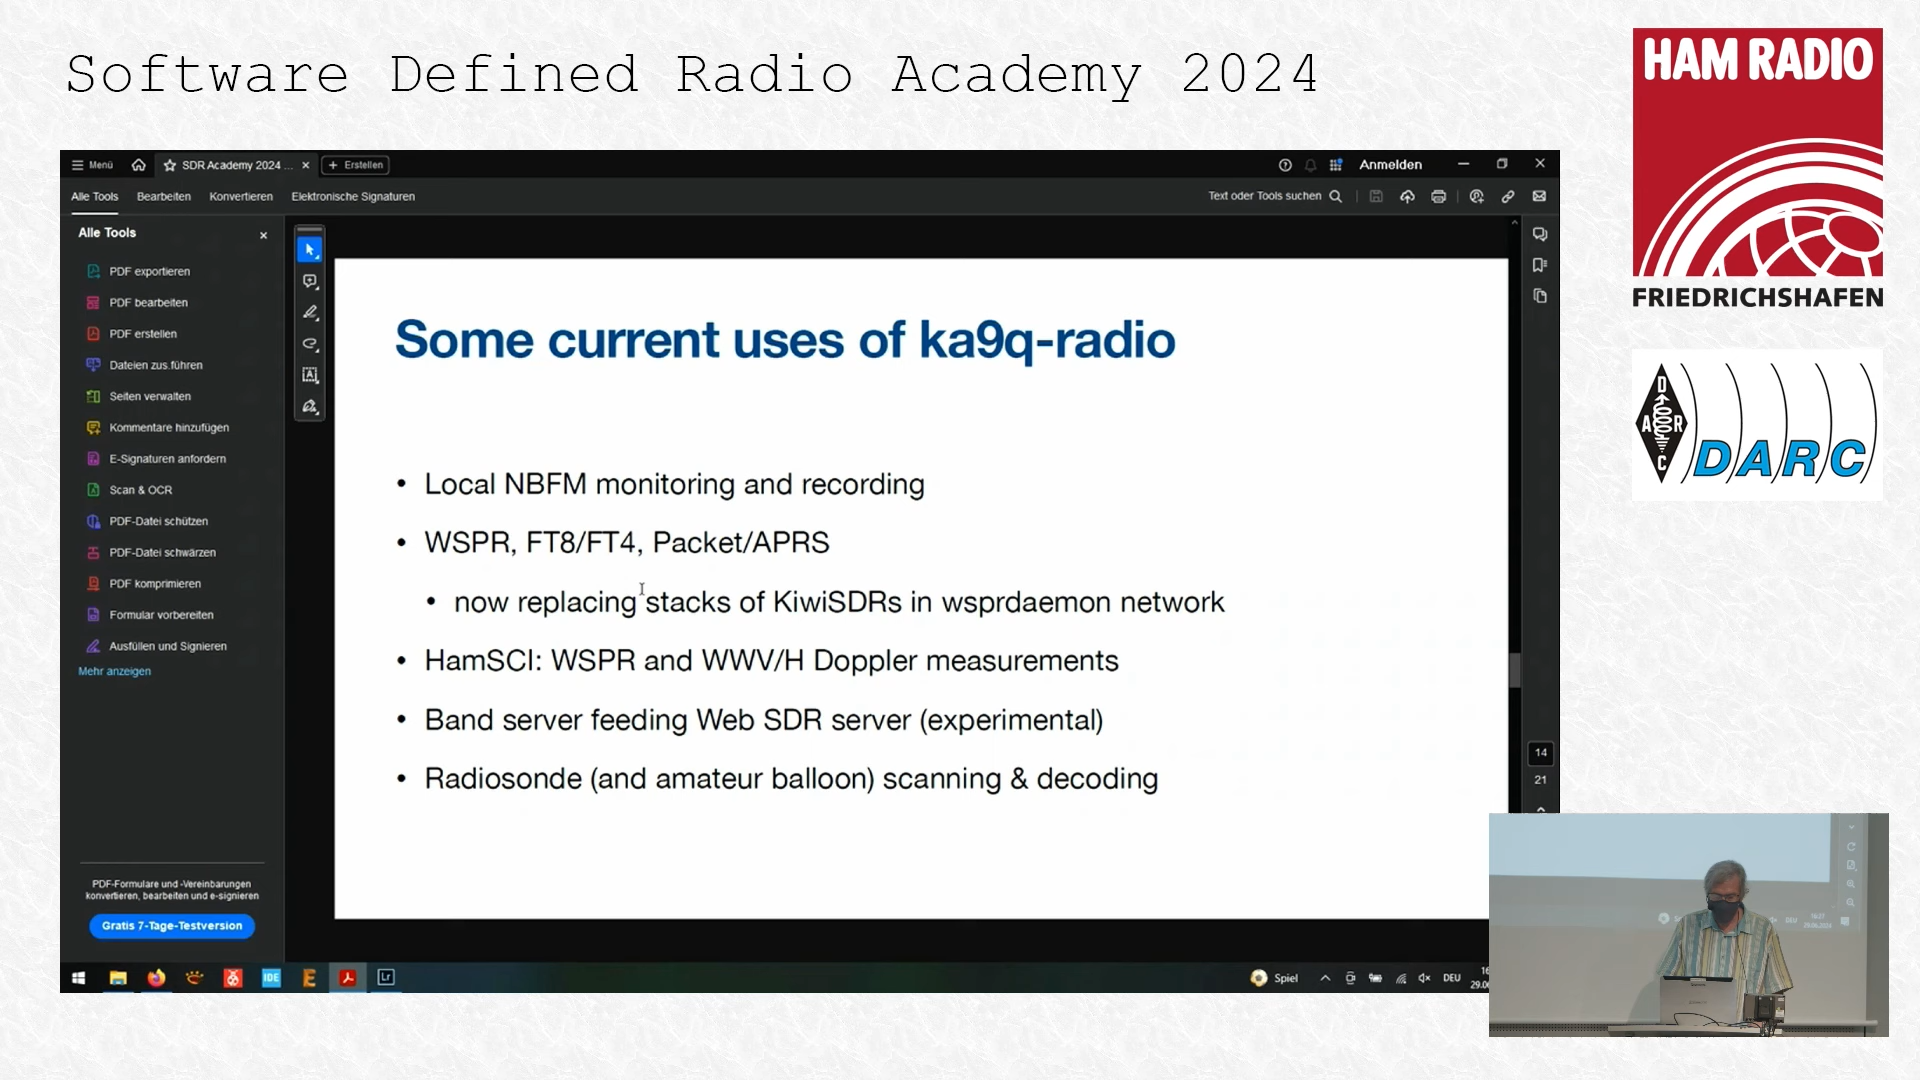 Software Defined Radio Academy 2024
HAM RADIO
FRIEDRICHSHAFEN
D
A R
C
DARC
Menü
SDR Academy 2024 ...
Erstellen
Anmelden
Alle Tools
Bearbeiten
Konvertieren
Elektronische Signaturen
Text oder Tools suchen
Alle Tools
PDF exportieren
PDF bearbeiten
PDF erstellen
Dateien zus.führen
Seiten verwalten
Kommentare hinzufügen
E-Signaturen anfordern
Scan & OCR
PDF-Datei schützen
PDF-Datei schwärzen
PDF komprimieren
Formular vorbereiten
Ausfüllen und Signieren
Mehr anzeigen
PDF-Formulare und -Vereinbarungen
konvertieren, bearbeiten und e-signieren
Gratis 7-Tage-Testversion
Some current uses of ka9q-radio
• Local NBFM monitoring and recording
• WSPR, FT8/FT4, Packet/APRS
• now replacing stacks of KiwiSDRs in wsprdaemon network
• HamSCI: WSPR and WWV/H Doppler measurements
• Band server feeding Web SDR server (experimental)
• Radiosonde (and amateur balloon) scanning & decoding
14
21
IDE
E
Lr
Spiel
DEU
16
29.0